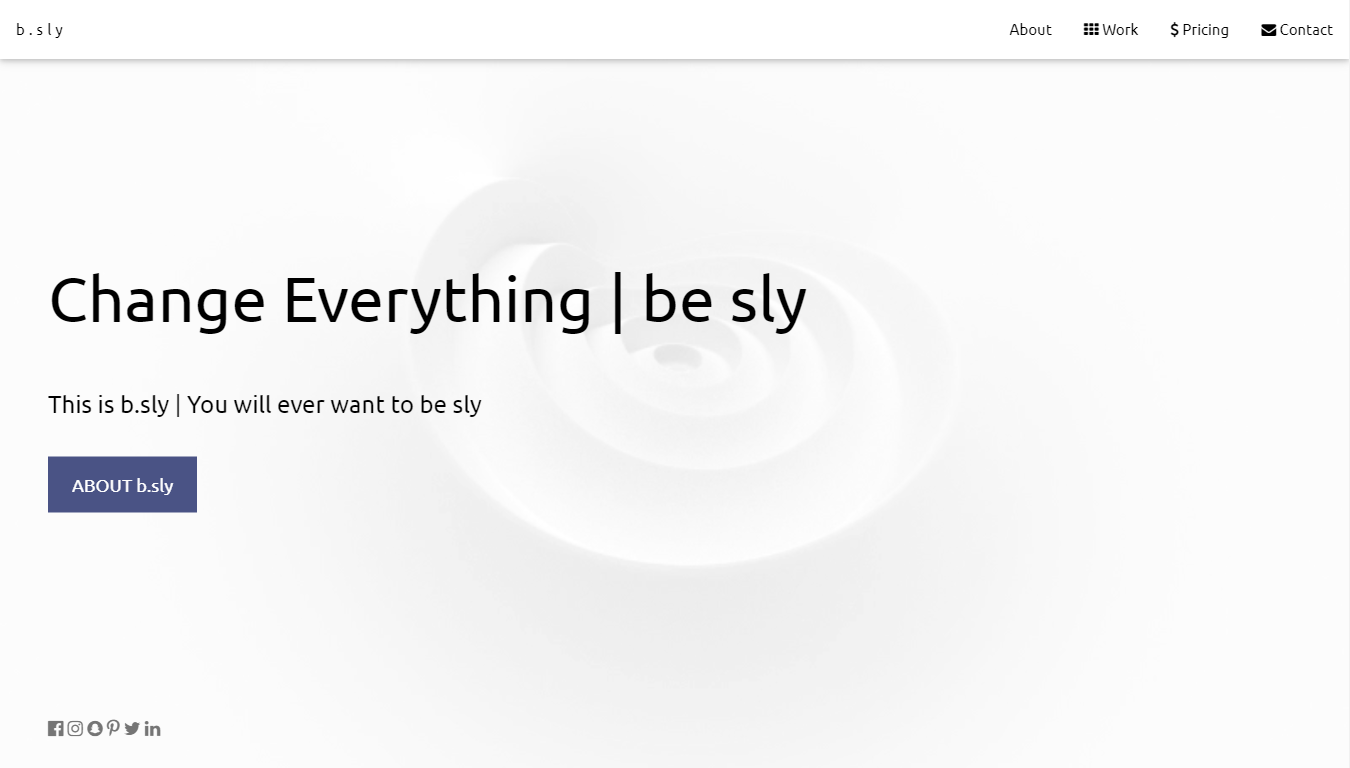 b.sly
About
Work
$ Pricing
Contact
Change Everything | be sly
This is b.sly | You will ever want to be sly
ABOUT b.sly